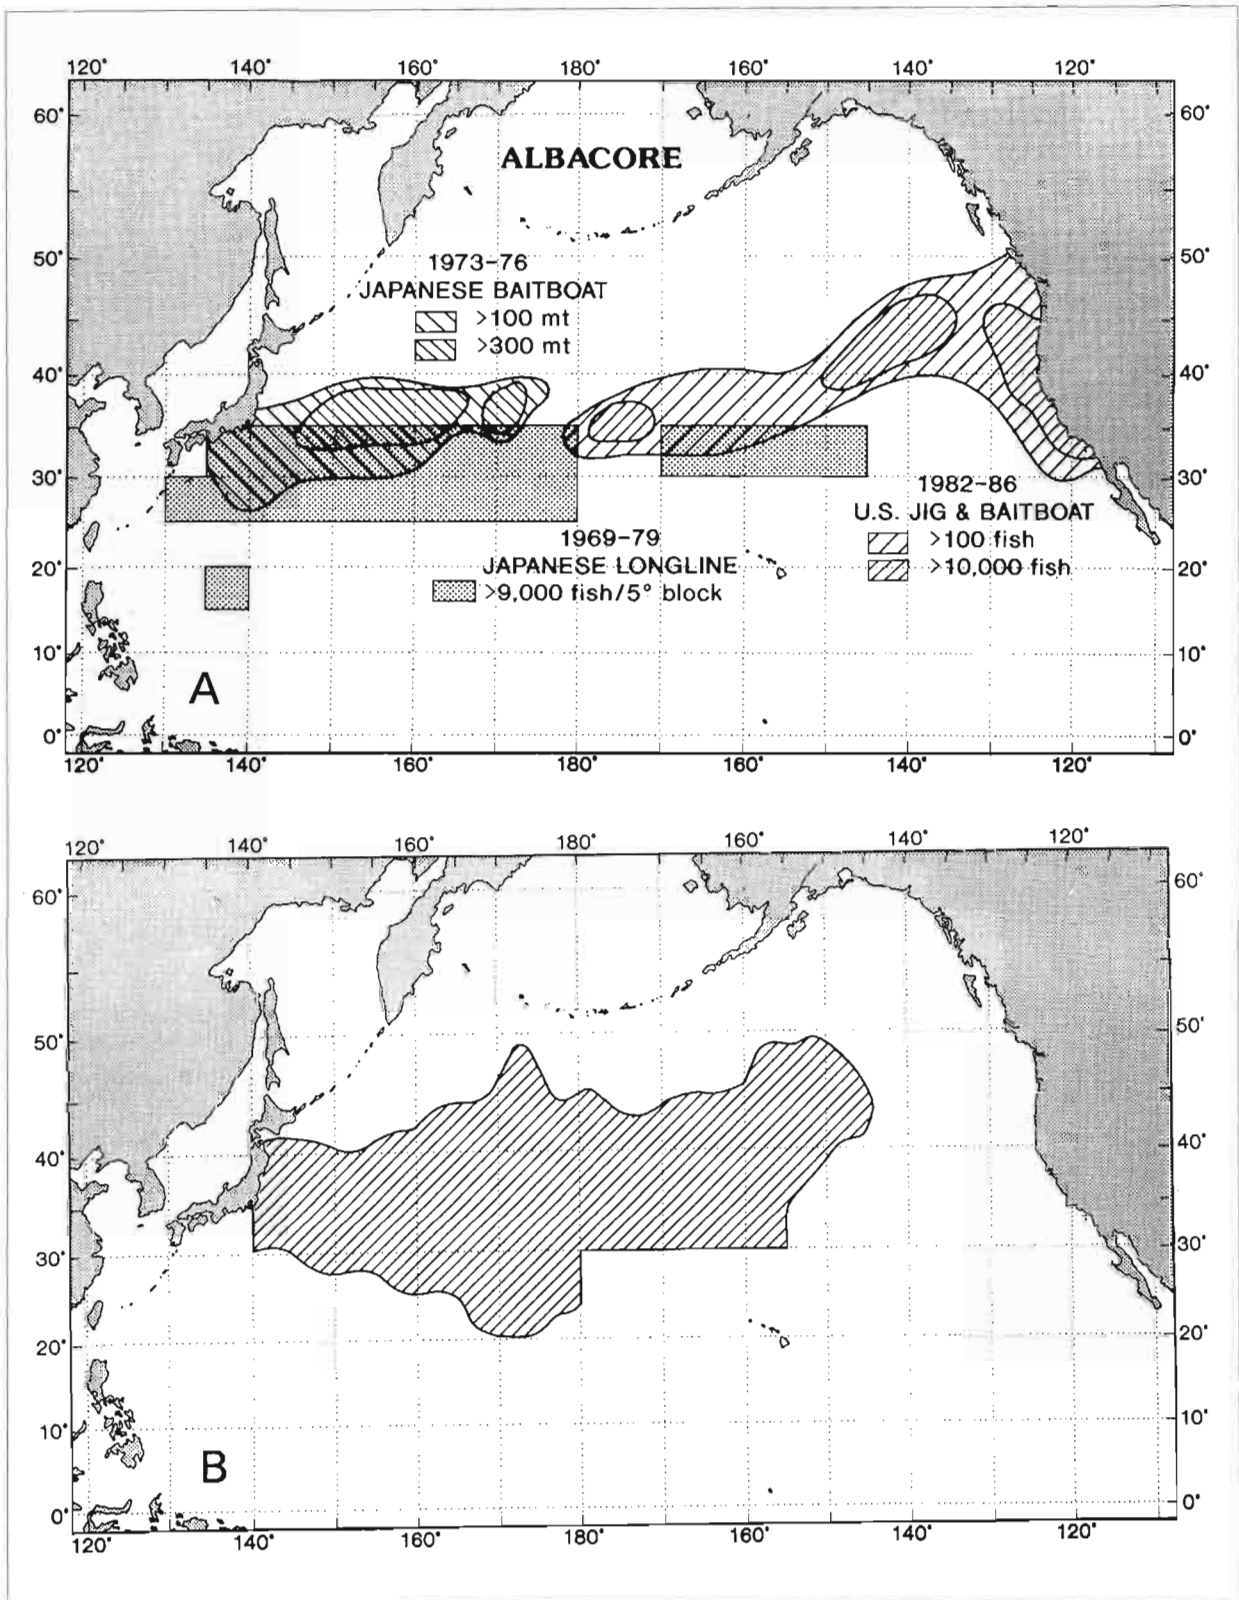 120° 140° 160° 180° 160° 140° 120°
60° 60°
ALBACORE
50° 50°
1973-76
JAPANESE BAITBOAT
>100 mt
>300 mt
40° 40°
30° 30°
1982-86
U.S. JIG & BAITBOAT
>100 fish
>10,000 fish
1969-79
JAPANESE LONGLINE
>9,000 fish/5° block
20° 20°
10° 10°
A
0° 0°
120° 140° 160° 180° 160° 140° 120°
120° 140° 160° 180° 160° 140° 120°
60° 60°
50° 50°
40° 40°
30° 30°
20° 20°
10° 10°
B
0° 0°
120° 140° 160° 180° 160° 140° 120°